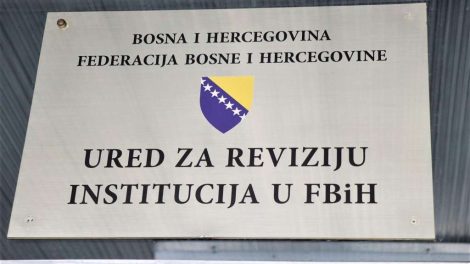 BOSNA I HERCEGOVINA
FEDERACIJA BOSNE I HERCEGOVINE
URED ZA REVIZIJU
INSTITUCIJA U FBiH